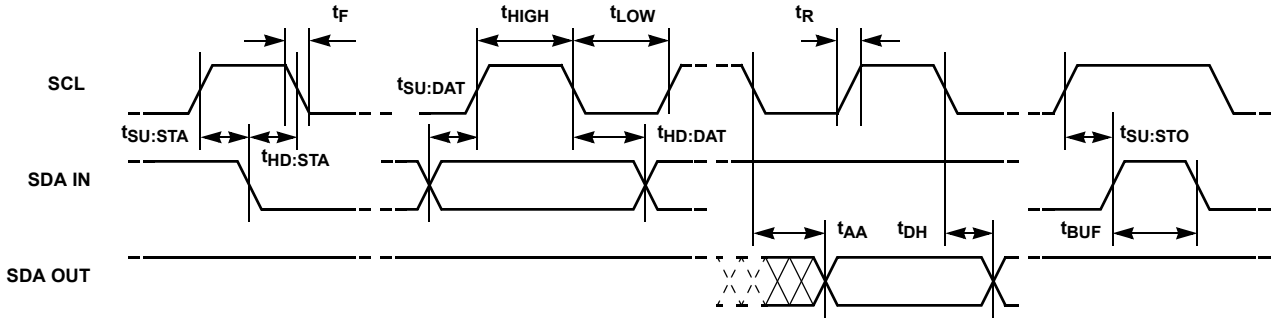 tF
tHIGH
tLOW
tR
SCL
tSU:DAT
tSU:STA
tHD:STA
tHD:DAT
tSU:STO
SDA IN
tAA
tDH
tBUF
SDA OUT